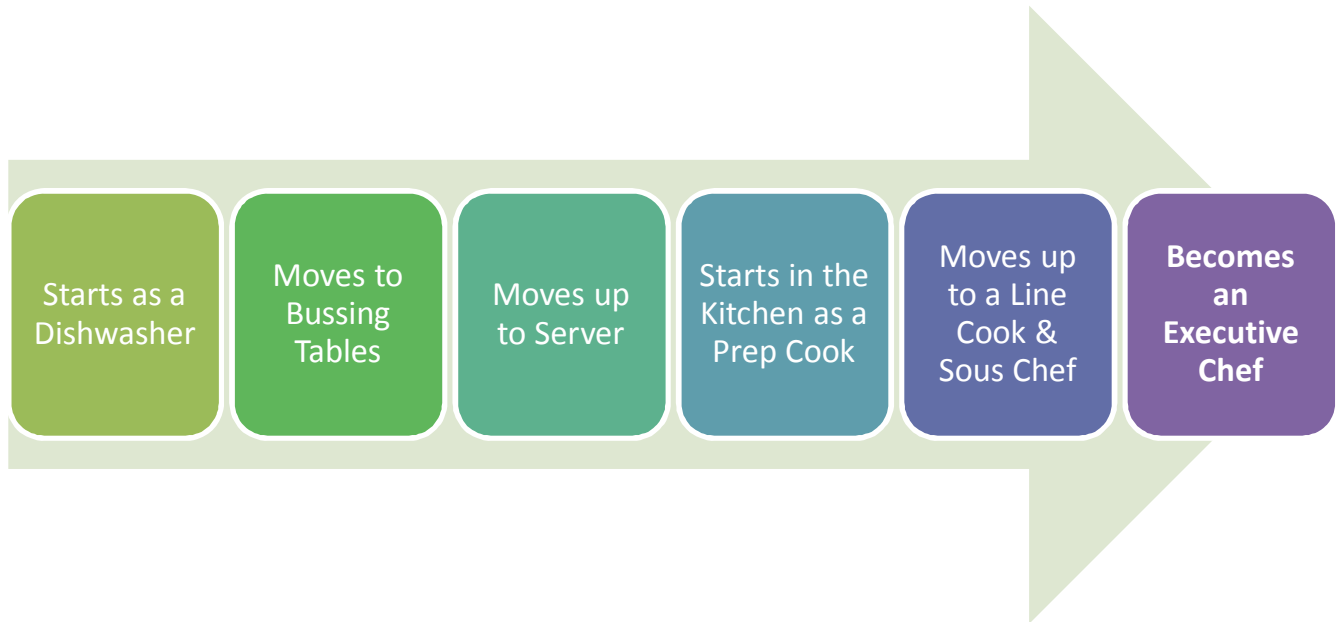 Starts as a
Dishwasher
Moves to
Bussing
Tables
Moves up
to Server
Starts in the
Kitchen as a
Prep Cook
Moves up
to a Line
Cook &
Sous Chef
Becomes
an
Executive
Chef